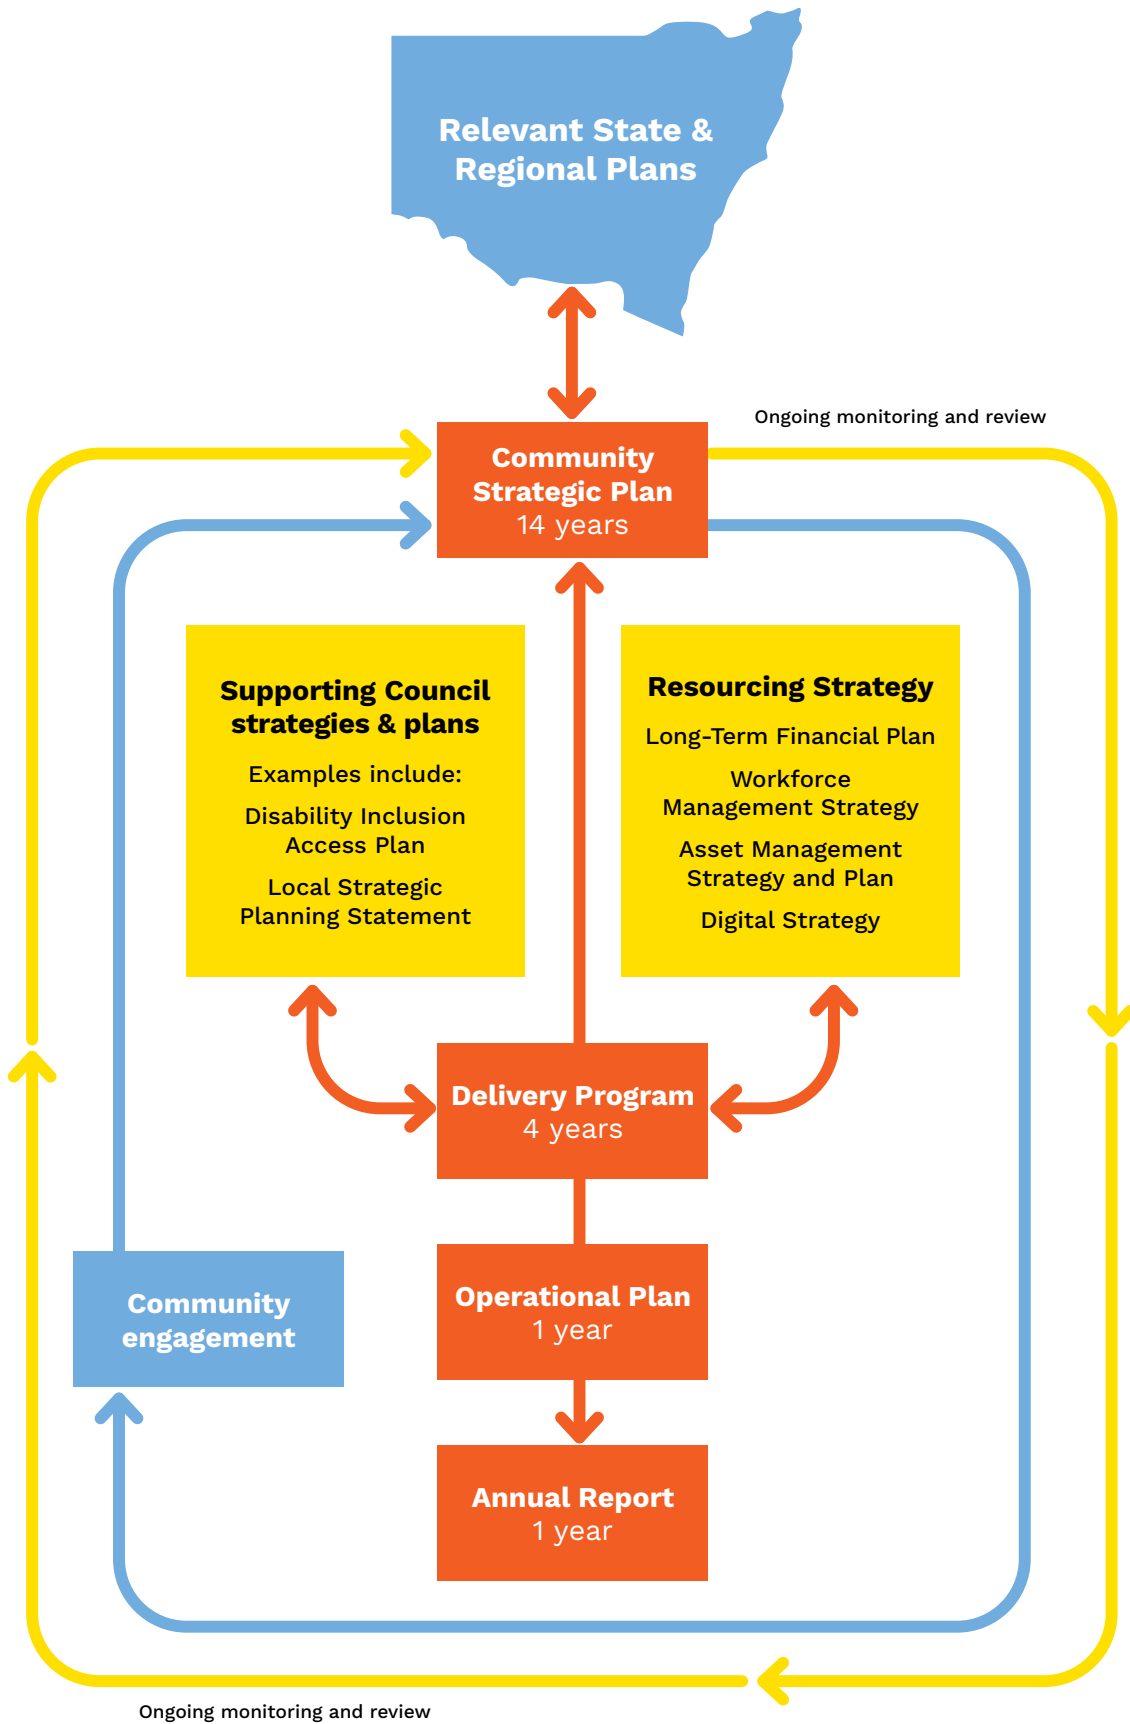 Relevant State &
Regional Plans
Ongoing monitoring and review
Community
Strategic Plan
14 years
Supporting Council
strategies & plans
Examples include:
Disability Inclusion
Access Plan
Local Strategic
Planning Statement
Resourcing Strategy
Long-Term Financial Plan
Workforce
Management Strategy
Asset Management
Strategy and Plan
Digital Strategy
Delivery Program
4 years
Community
engagement
Operational Plan
1 year
Annual Report
1 year
Ongoing monitoring and review